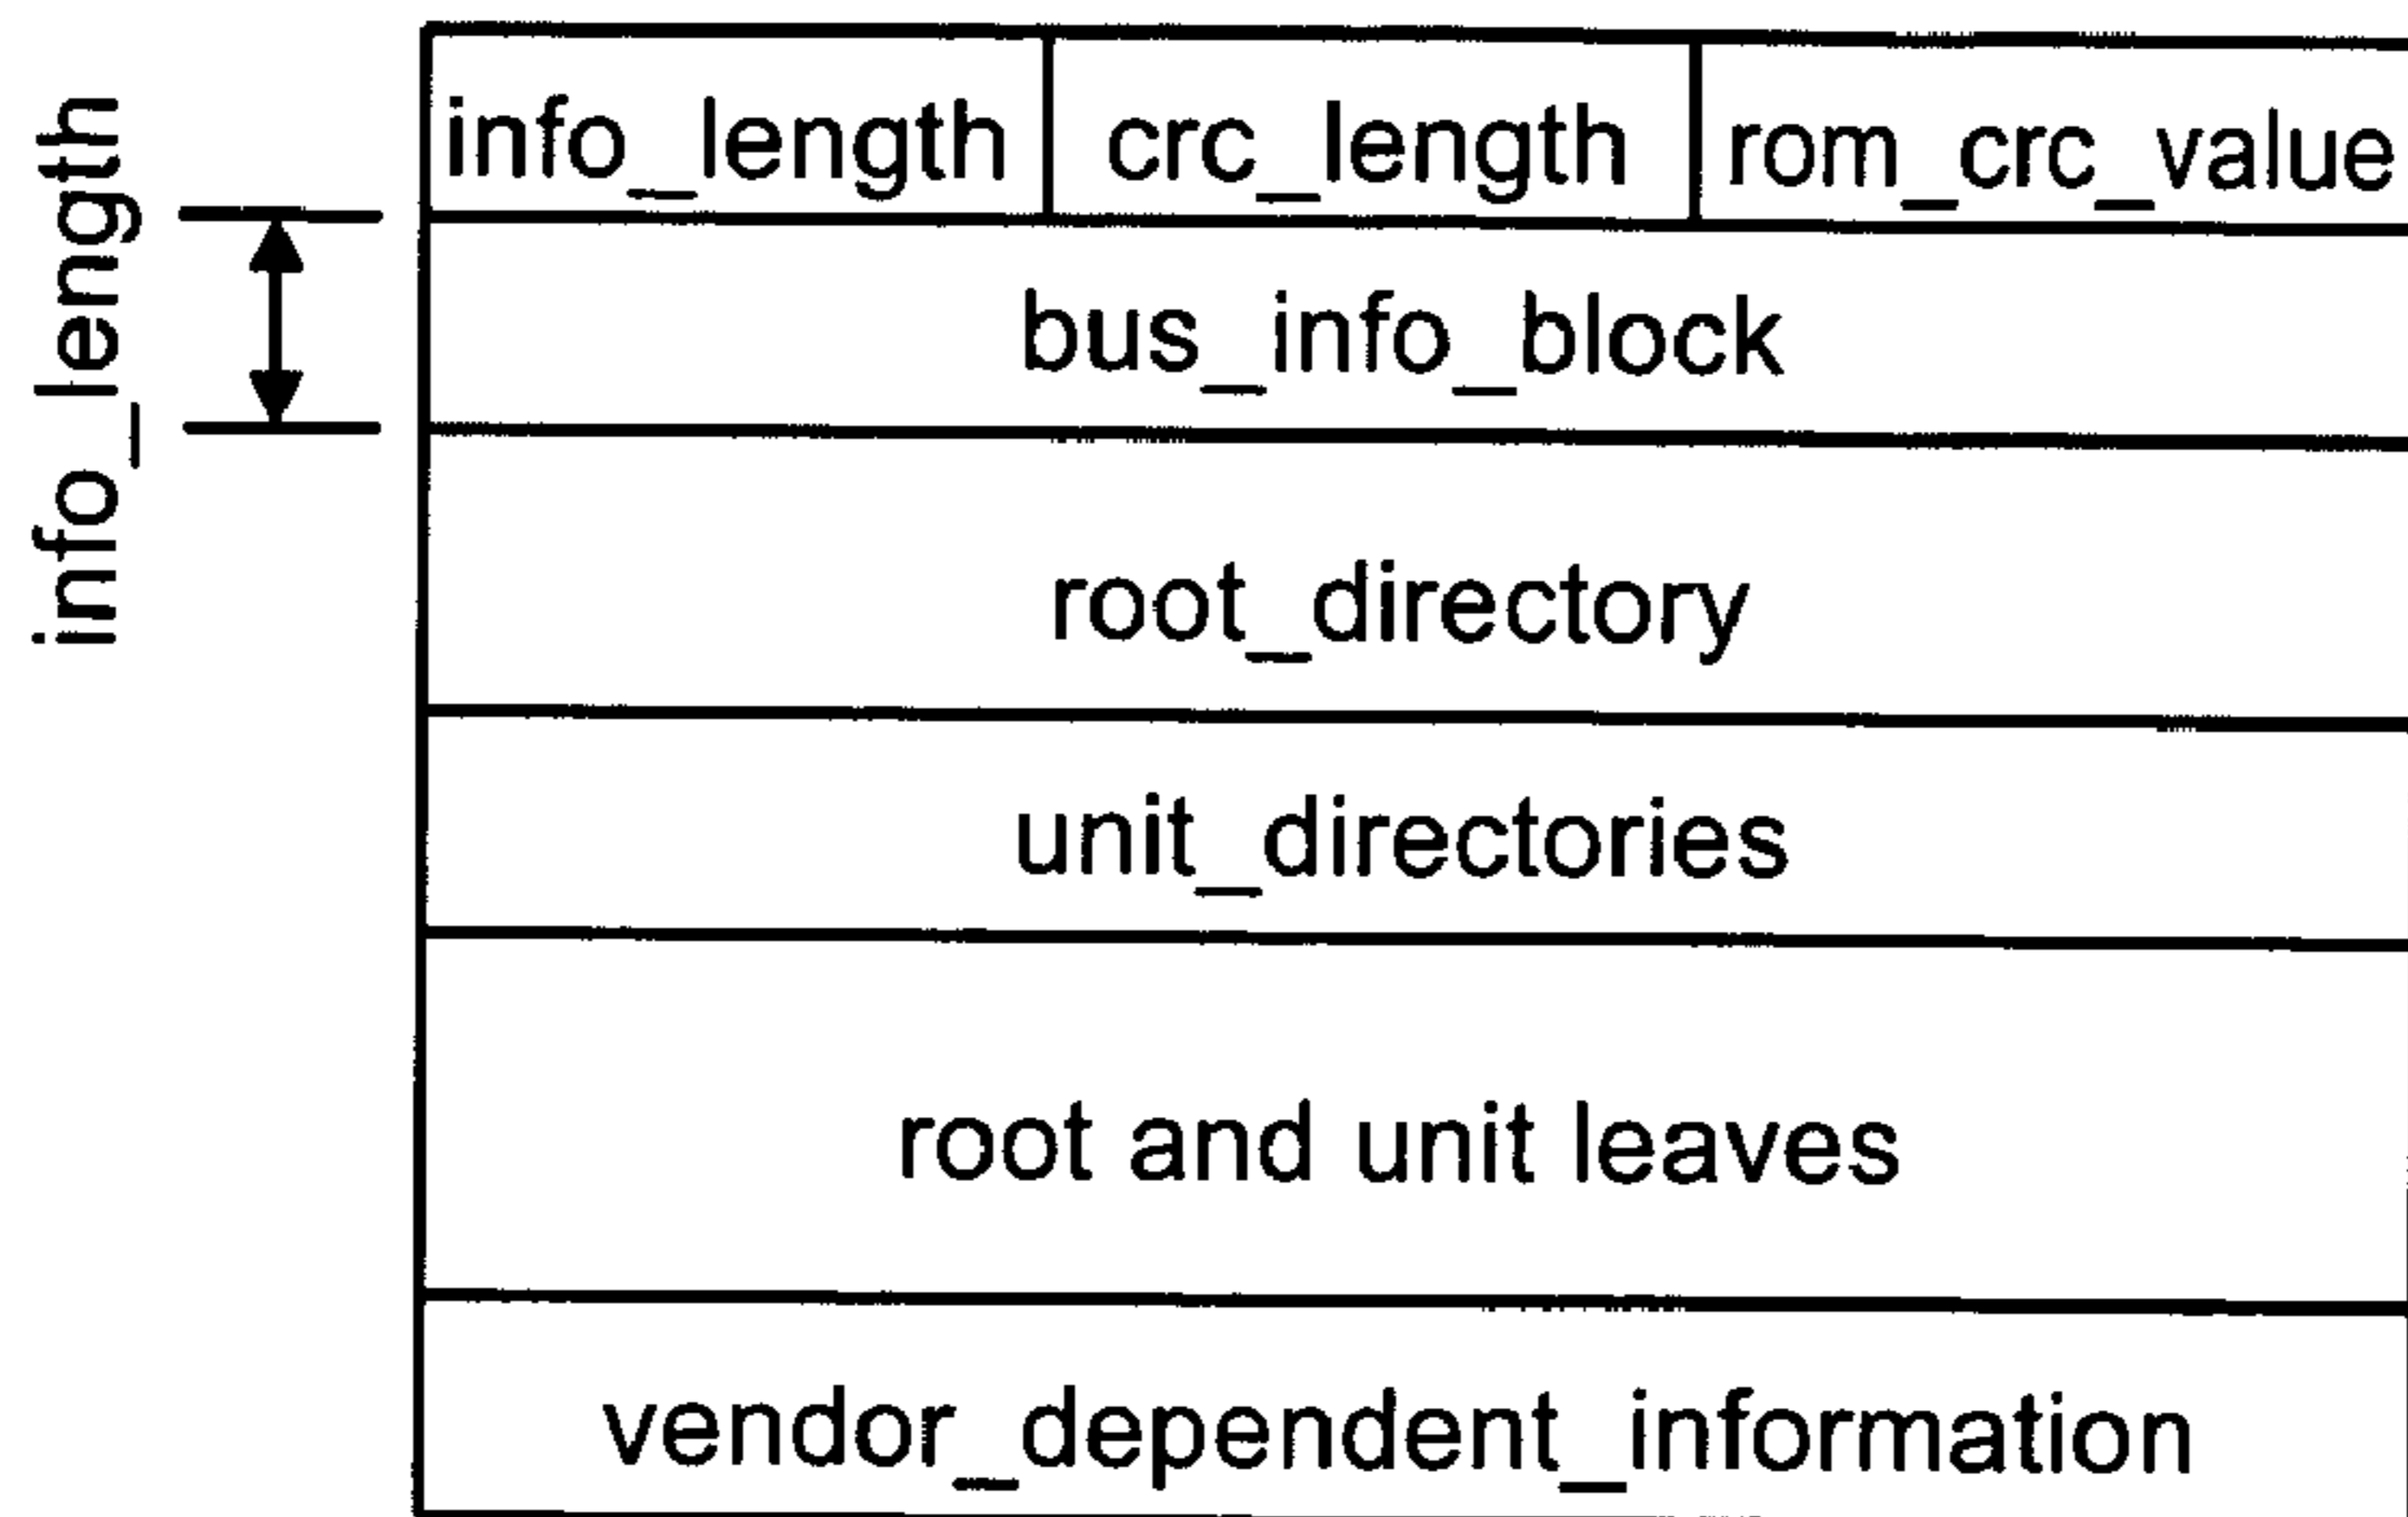 info_length
info_length crc_length rom_crc_value
bus_info_block
root_directory
unit_directories
root and unit leaves
vendor_dependent_information